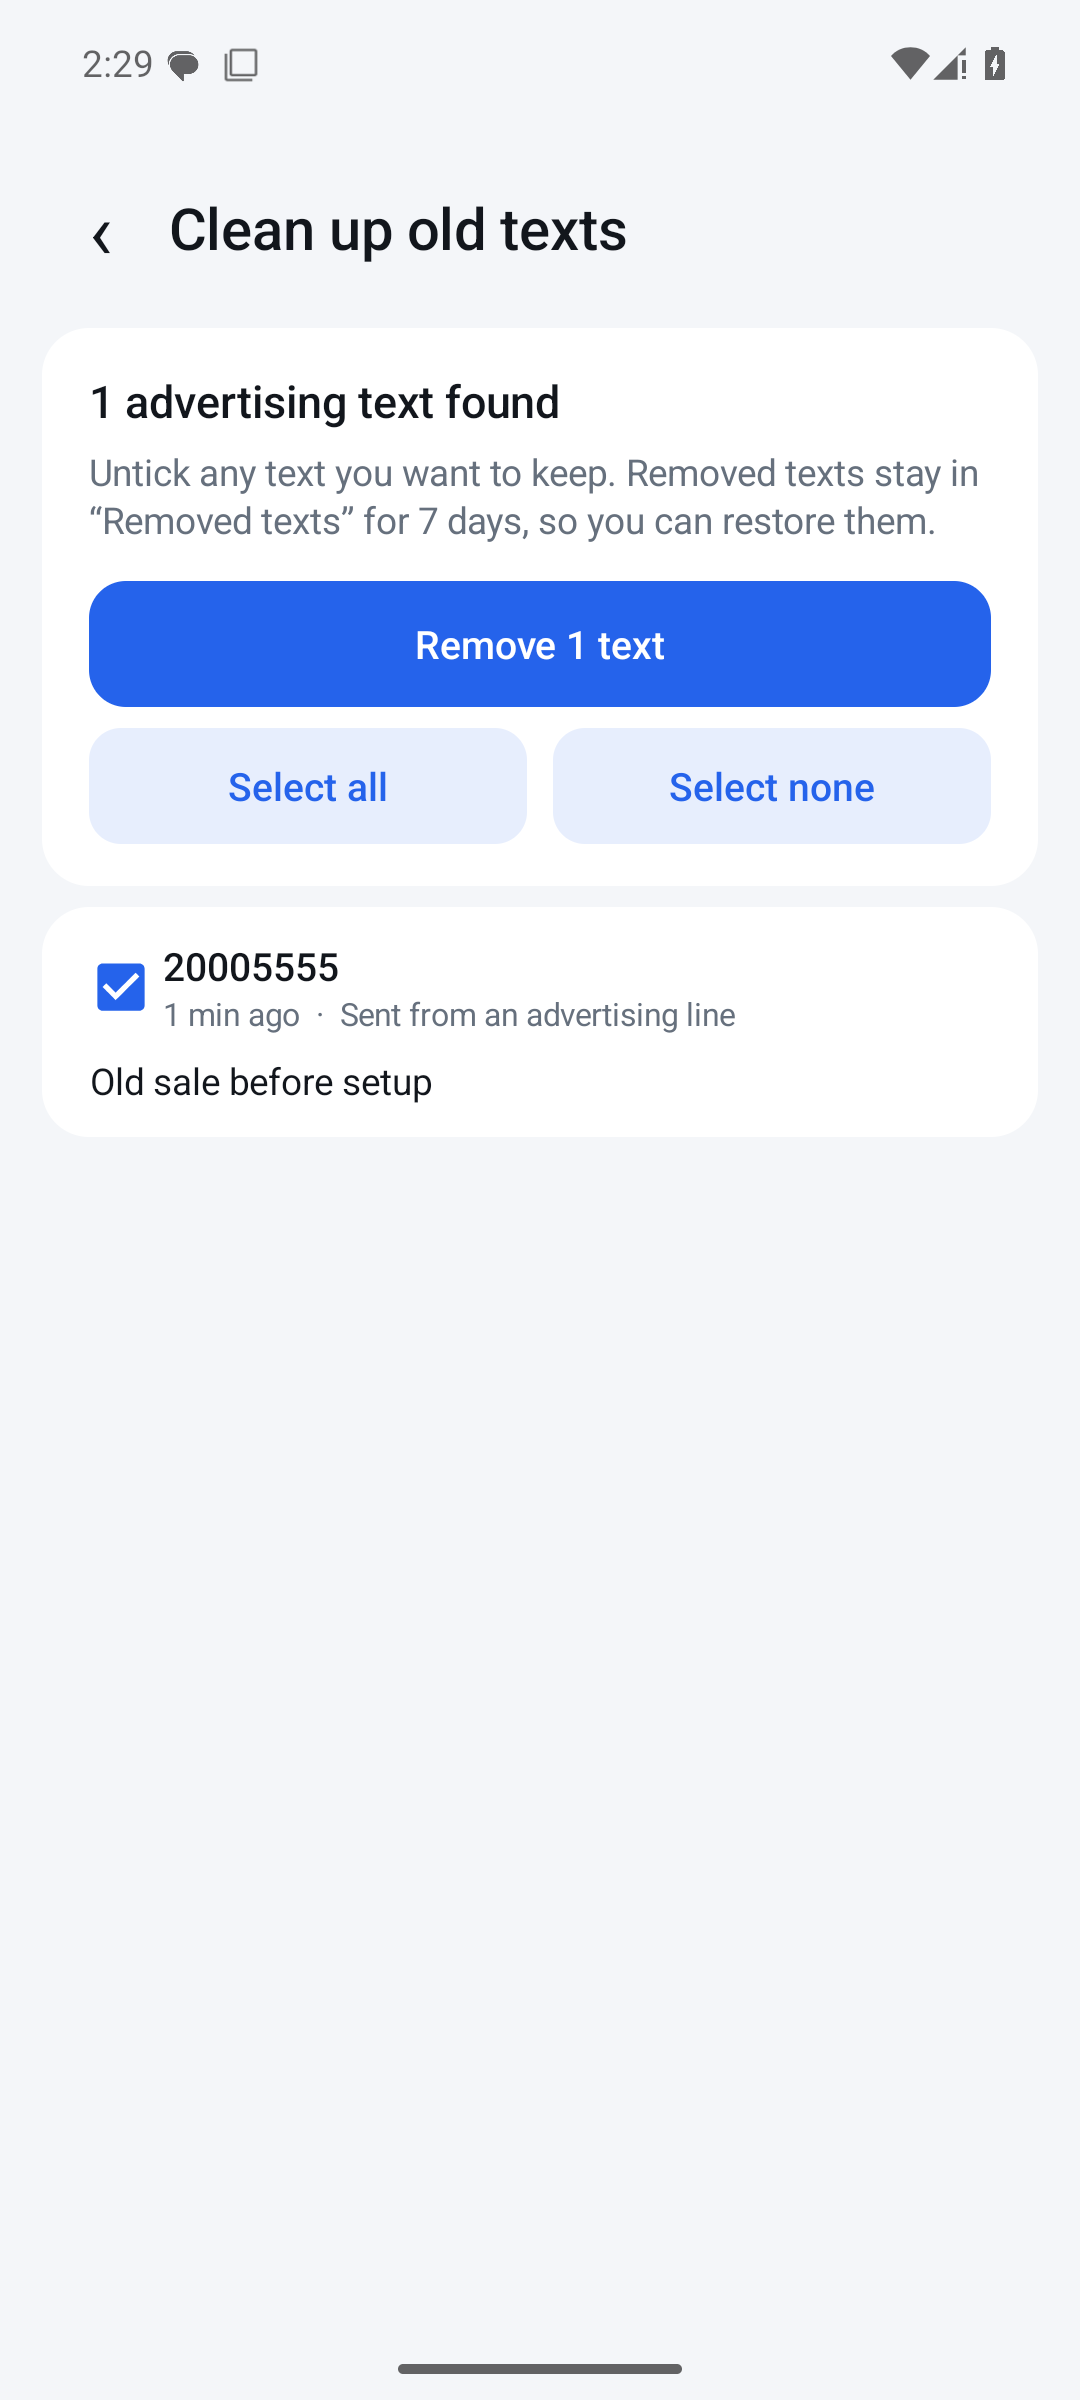 2:29
‹ Clean up old texts
1 advertising text found
Untick any text you want to keep. Removed texts stay in
“Removed texts” for 7 days, so you can restore them.
Remove 1 text
Select all
Select none
20005555
1 min ago · Sent from an advertising line
Old sale before setup